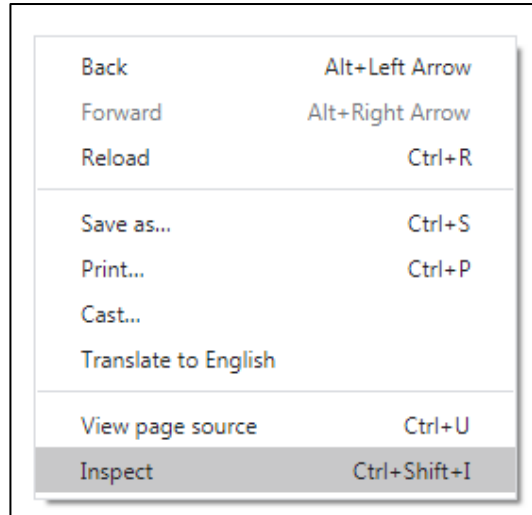 Back Alt+Left Arrow
Forward Alt+Right Arrow
Reload Ctrl+R
Save as... Ctrl+S
Print... Ctrl+P
Cast...
Translate to English
View page source Ctrl+U
Inspect Ctrl+Shift+I